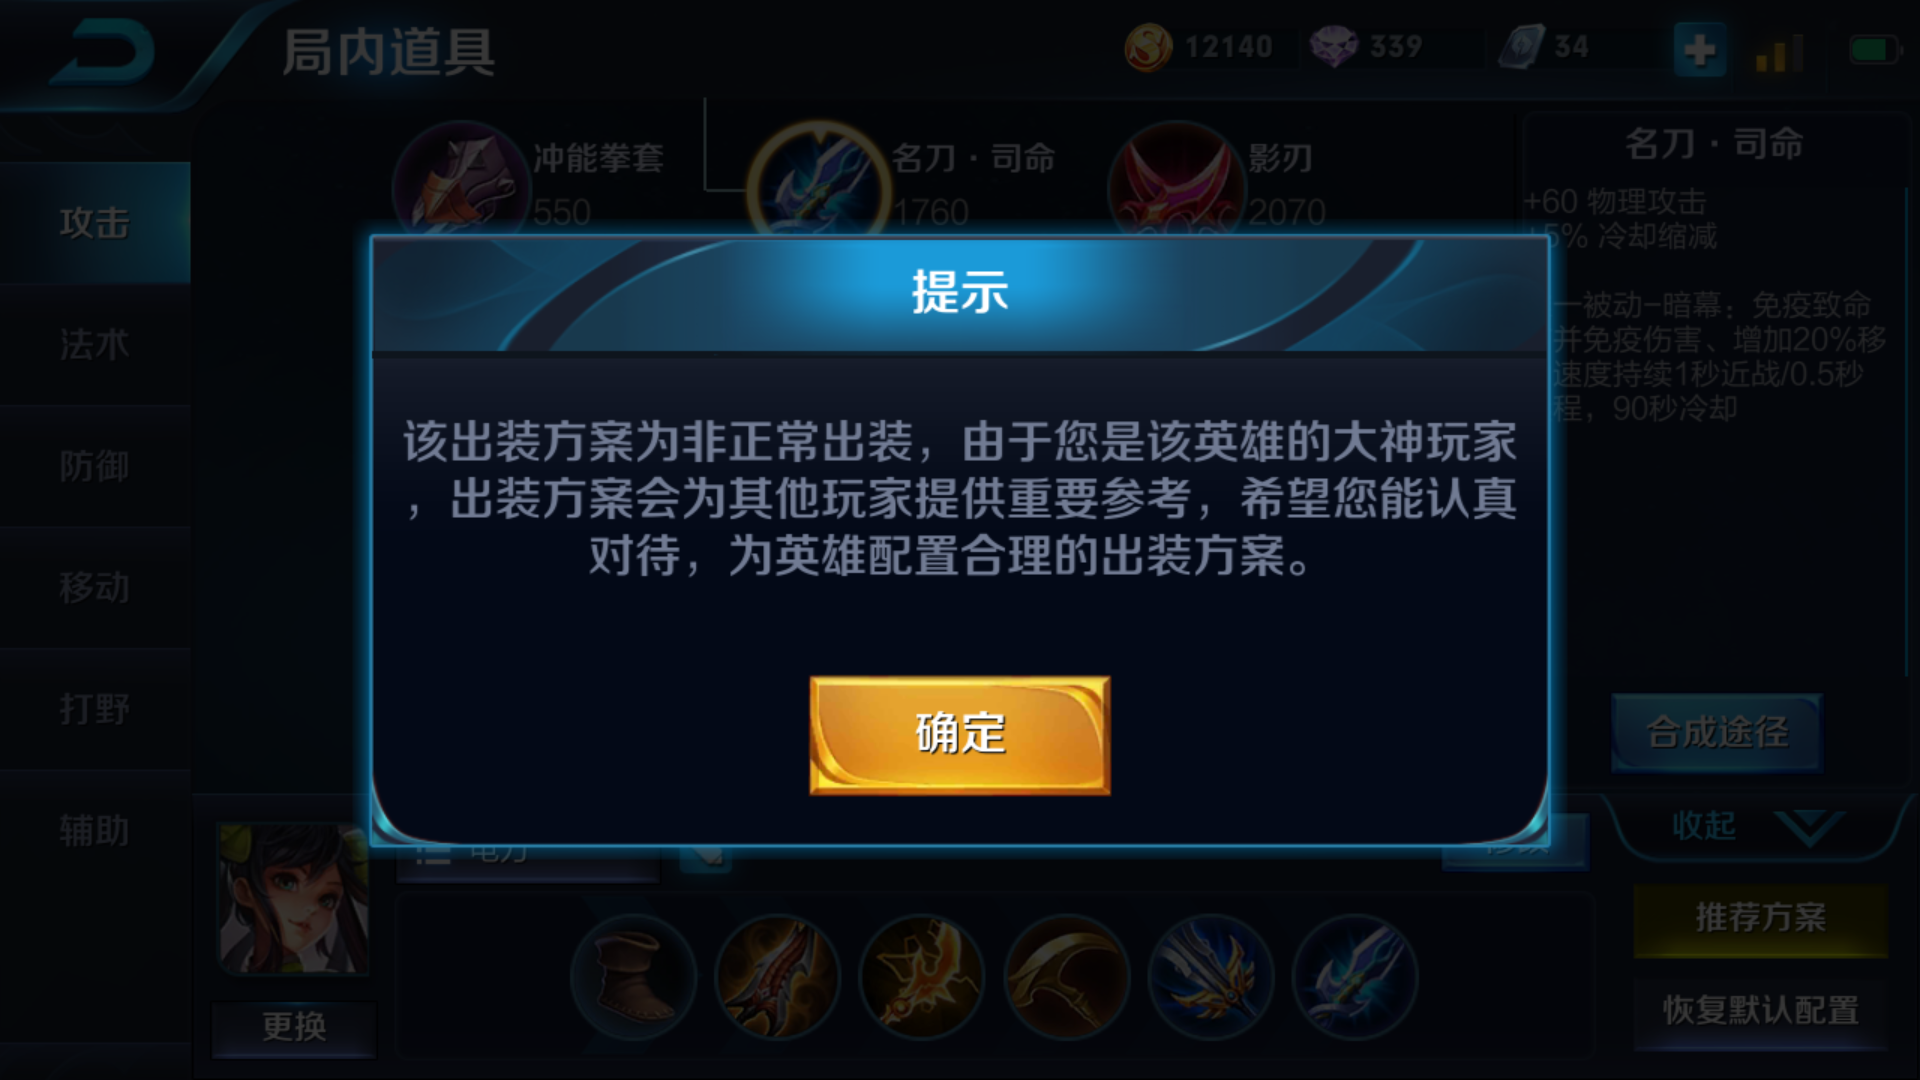 局内道具
12140
339
34
攻击
法术
防御
移动
打野
辅助
冲能拳套
550
名刀·司命
1760
影刃
2070
名刀·司命
+60 物理攻击
5% 冷却缩减
一被动-暗幕：免疫致命
并免疫伤害、增加20%移
速度持续1秒近战/0.5秒
程，90秒冷却
提示
该出装方案为非正常出装，由于您是该英雄的大神玩家
，出装方案会为其他玩家提供重要参考，希望您能认真
对待，为英雄配置合理的出装方案。
确定
合成途径
收起
更换
推荐方案
恢复默认配置